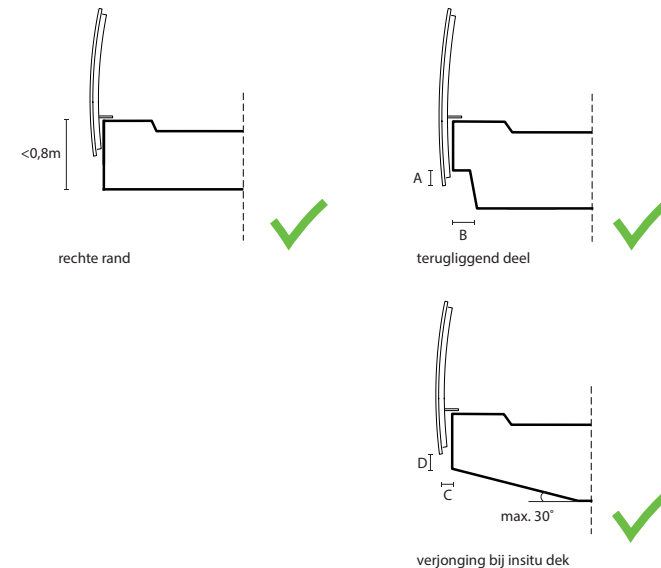 <0,8m
rechte rand
A
B
terugliggend deel
D
C
max. 30˚
verjonging bij insitu dek